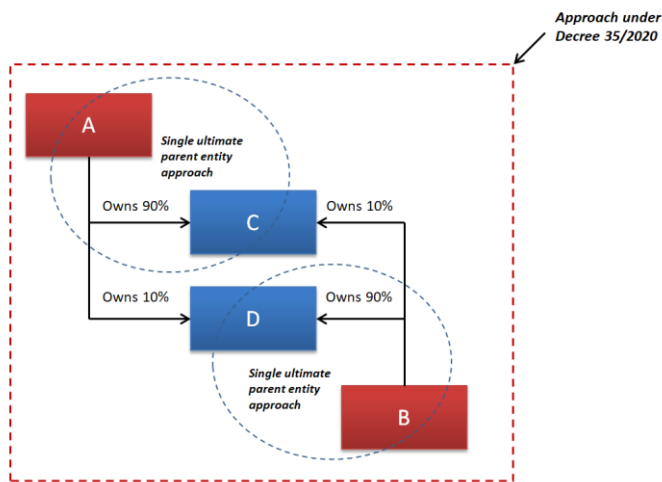 Approach under
Decree 35/2020
A
Single ultimate
parent entity
approach
Owns 90%
C
Owns 10%
Owns 10%
D
Owns 90%
Single ultimate
parent entity
approach
B